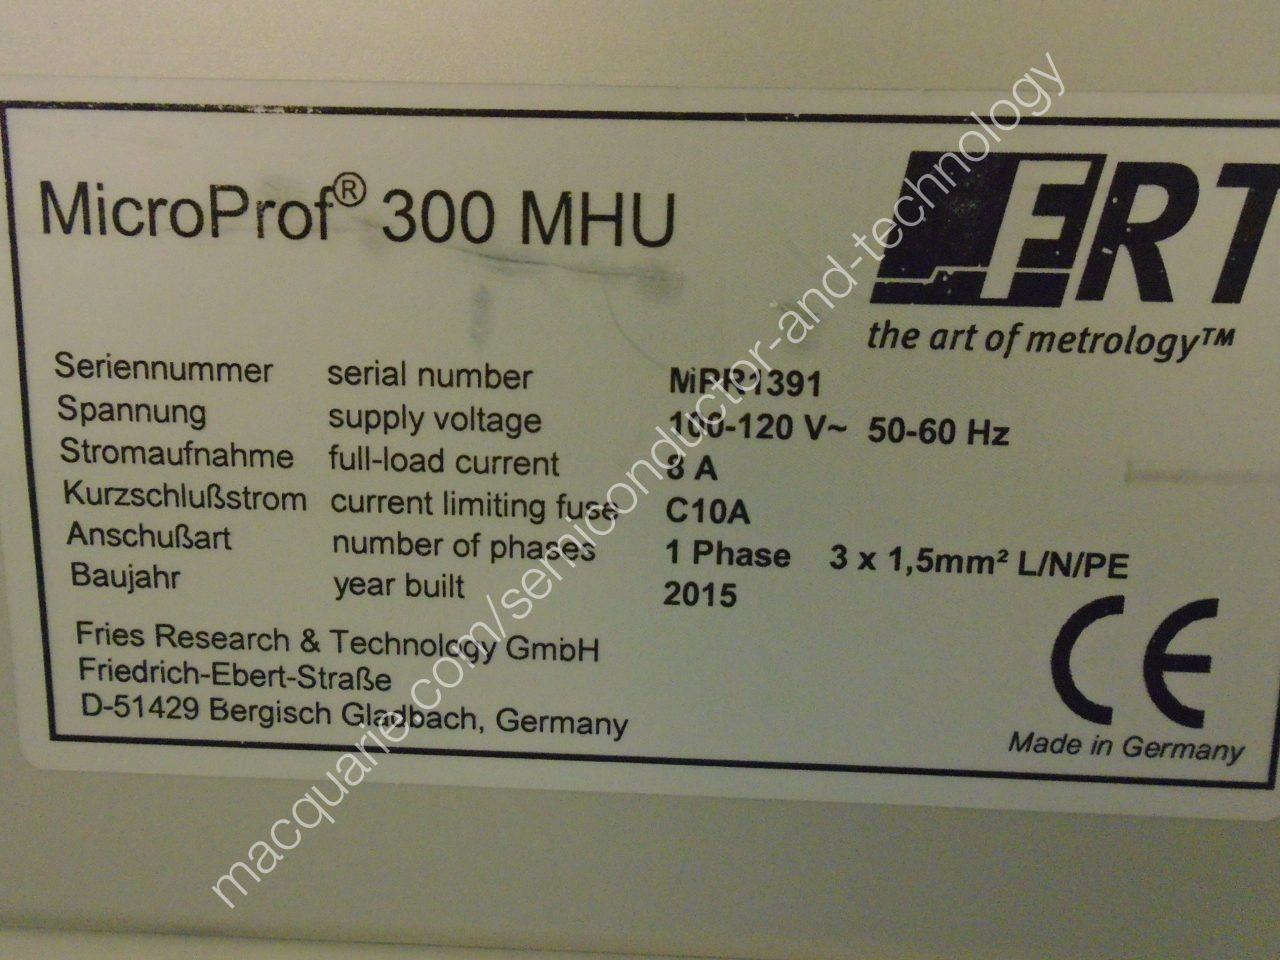 MicroProf® 300 MHU
FRT
the art of metrology™
Seriennummer serial number MPR1391
Spannung supply voltage 100-120 V~ 50-60 Hz
Stromaufnahme full-load current 8 A
Kurzschlußstrom current limiting fuse C10A
Anschußart number of phases 1 Phase 3 x 1,5mm² L/N/PE
Baujahr year built 2015
Fries Research & Technology GmbH
Friedrich-Ebert-Straße
D-51429 Bergisch Gladbach, Germany
CE
Made in Germany
macquarie.com/semiconductor-and-technology